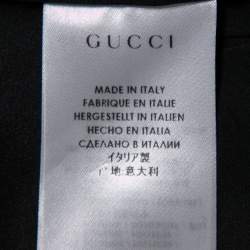 GUCCI
MADE IN ITALY
FABRIQUE EN ITALIE
HERGESTELLT IN ITALIEN
HECHO EN ITALIA
СДЕЛАНО В ИТАЛИИ
イタリア製
地:意大利